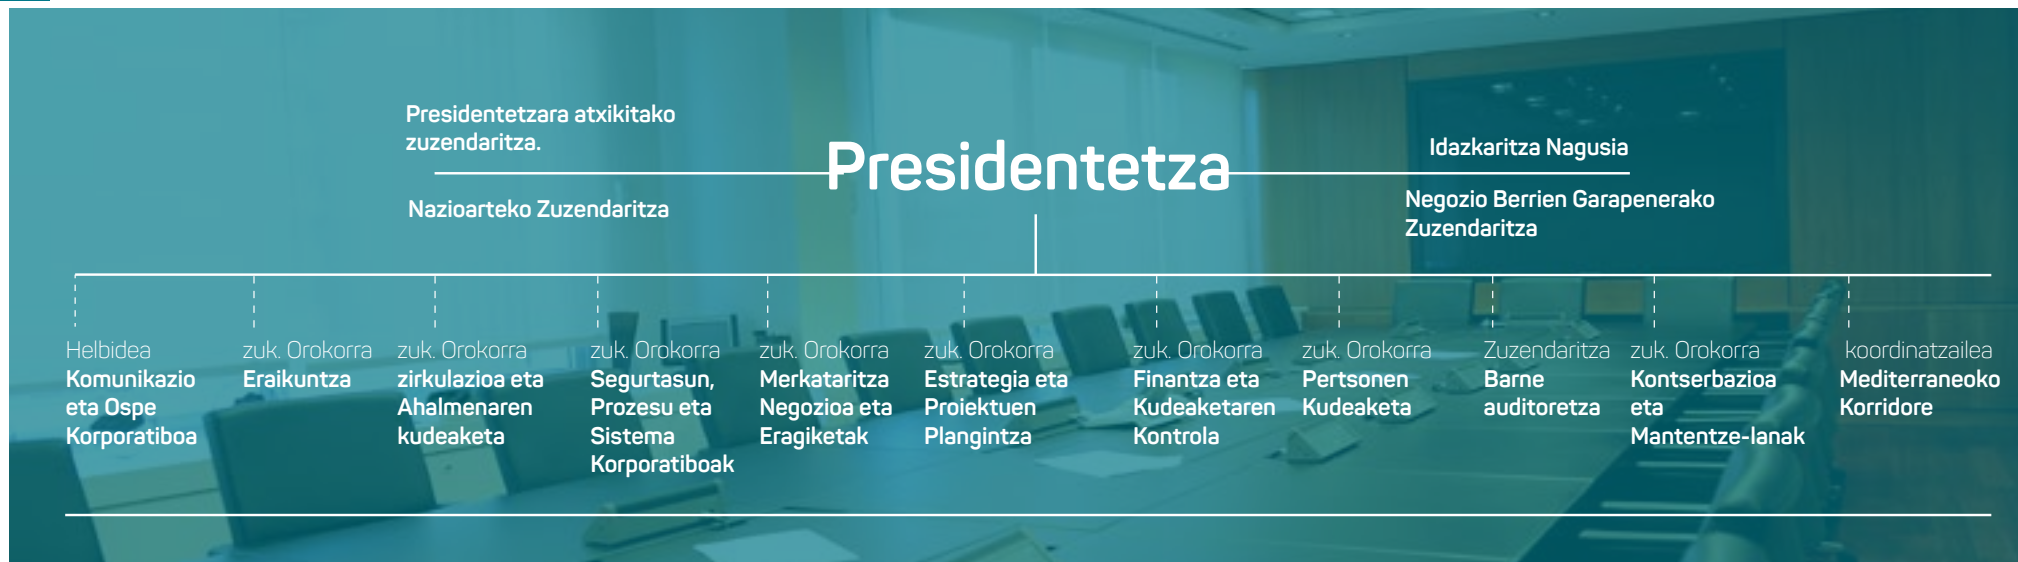 Presidentetzara atxikitako
zuzendaritza.
Nazioarteko Zuzendaritza
Presidentetza
Idazkaritza Nagusia
Negozio Berrien Garapenerako
Zuzendaritza
Helbidea
Komunikazio
eta Ospe
Korporatiboa
zuk. Orokorra
Eraikuntza
zuk. Orokorra
zirkulazioa eta
Ahalmenaren
kudeaketa
zuk. Orokorra
Segurtasun,
Prozesu eta
Sistema
Korporatiboak
zuk. Orokorra
Merkataritza
Negozioa eta
Eragiketak
zuk. Orokorra
Estrategia eta
Proiektuen
Plangintza
zuk. Orokorra
Finantza eta
Kudeaketaren
Kontrola
zuk. Orokorra
Pertsonen
Kudeaketa
Zuzendaritza
Barne
auditoretza
zuk. Orokorra
Kontserbazioa
eta
Mantentze-lanak
koordinatzailea
Mediterraneoko
Korridore